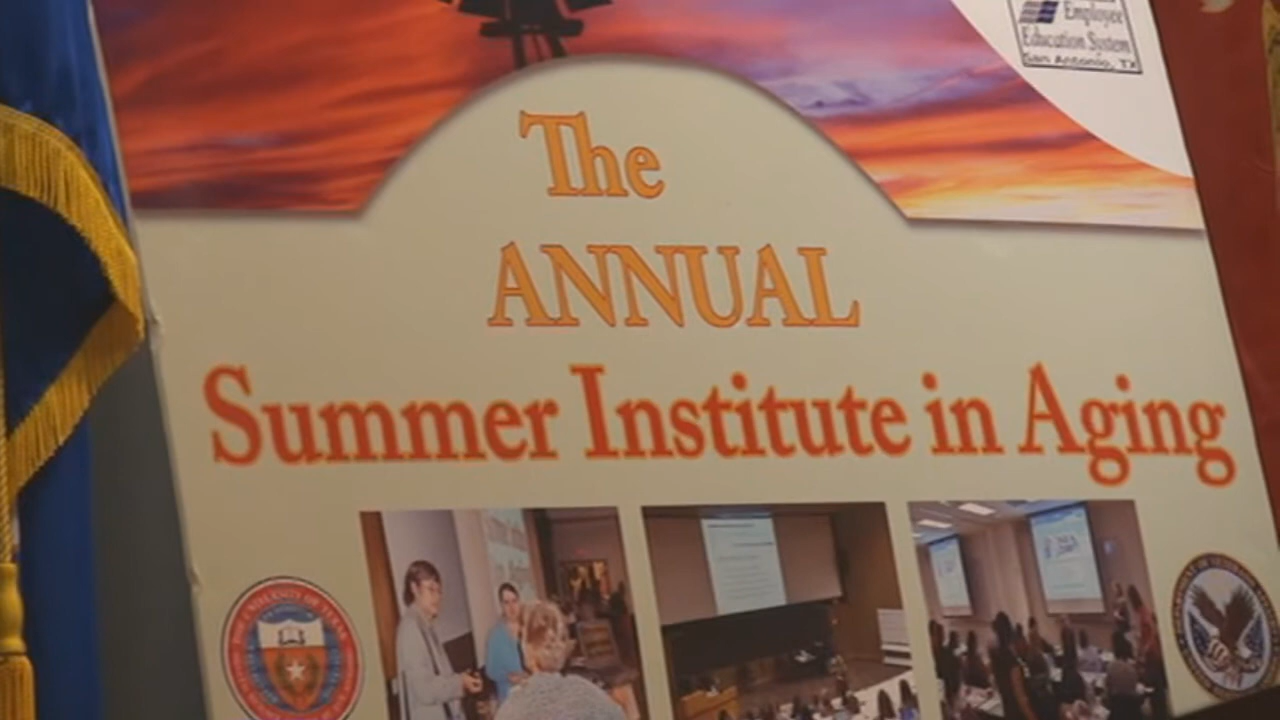 Employee
Education System
San Antonio, TX
The
ANNUAL
Summer Institute in Aging